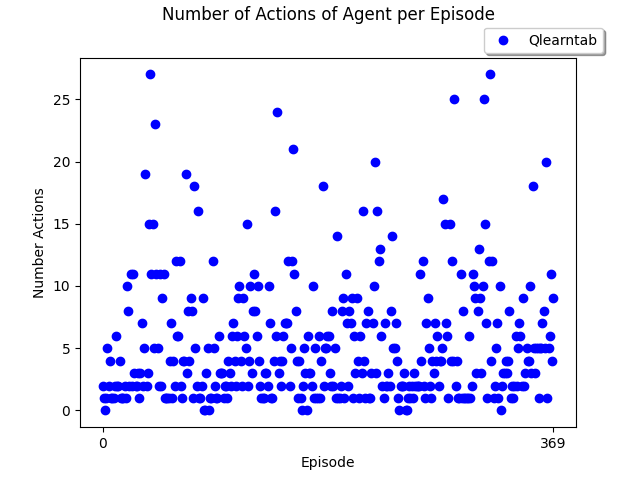 Number of Actions of Agent per Episode
Qlearntab
25
20
15
10
5
0
Number Actions
0
369
Episode